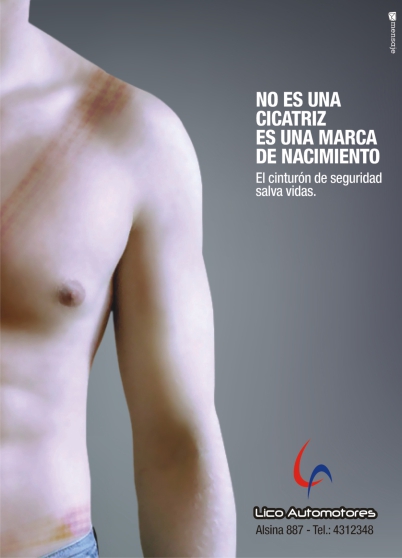 mensaje
NO ES UNA
CICATRIZ
ES UNA MARCA
DE NACIMIENTO
El cinturón de seguridad
salva vidas.
Lico Automotores
Alsina 887 - Tel.: 4312348